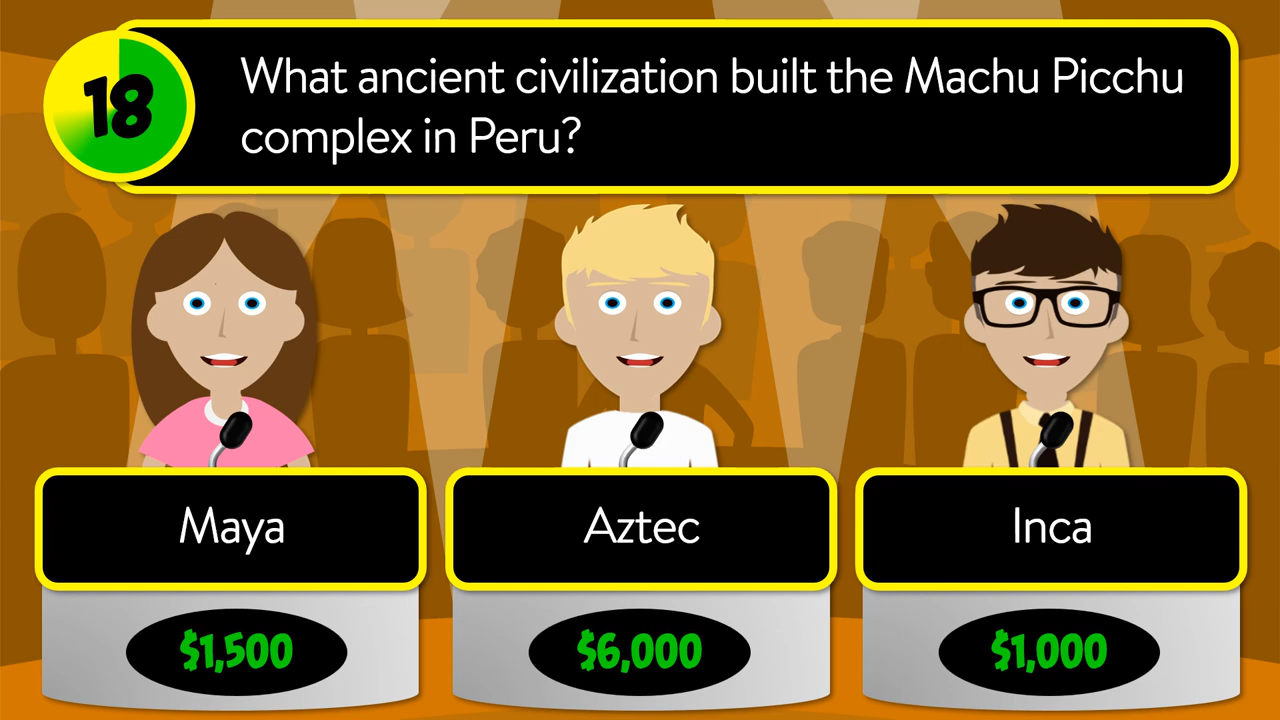 18
What ancient civilization built the Machu Picchu
complex in Peru?
Maya
Aztec
Inca
$1,500
$6,000
$1,000